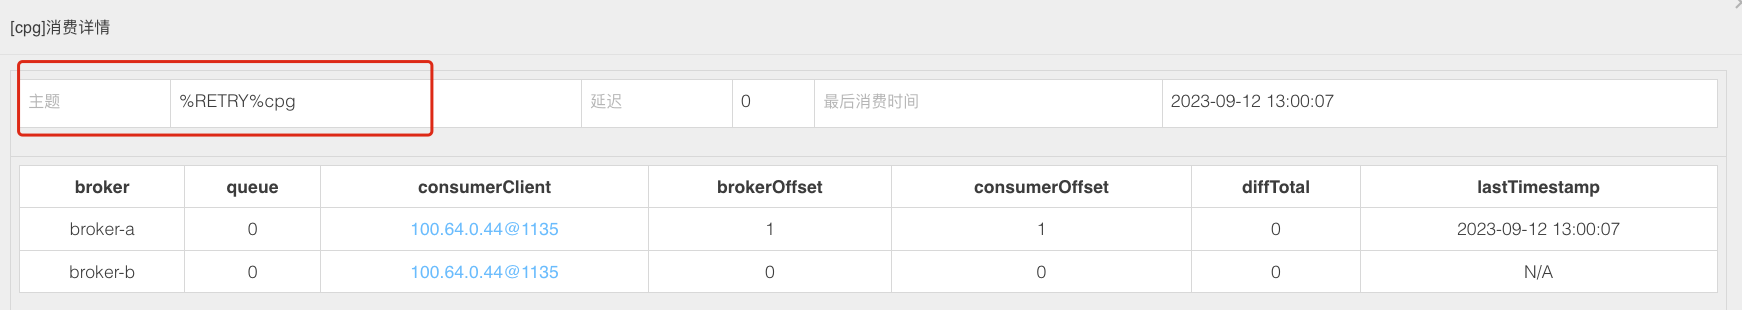 [cpg]消费详情
主题 %RETRY%cpg 延迟 0 最后消费时间 2023-09-12 13:00:07
broker queue consumerClient brokerOffset consumerOffset diffTotal lastTimestamp
broker-a 0 100.64.0.44@1135 1 1 0 2023-09-12 13:00:07
broker-b 0 100.64.0.44@1135 0 0 0 N/A